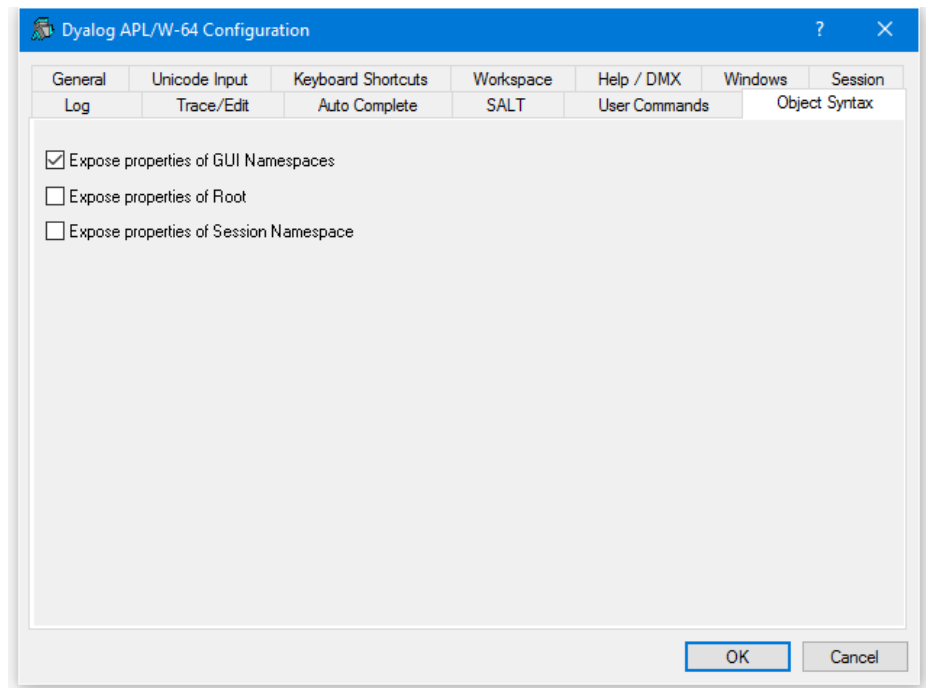 Dyalog APL/W-64 Configuration ?
General Unicode Input Keyboard Shortcuts Workspace Help / DMX Windows Session
Log Trace/Edit Auto Complete SALT User Commands Object Syntax
Expose properties of GUI Namespaces
Expose properties of Root
Expose properties of Session Namespace
OK Cancel